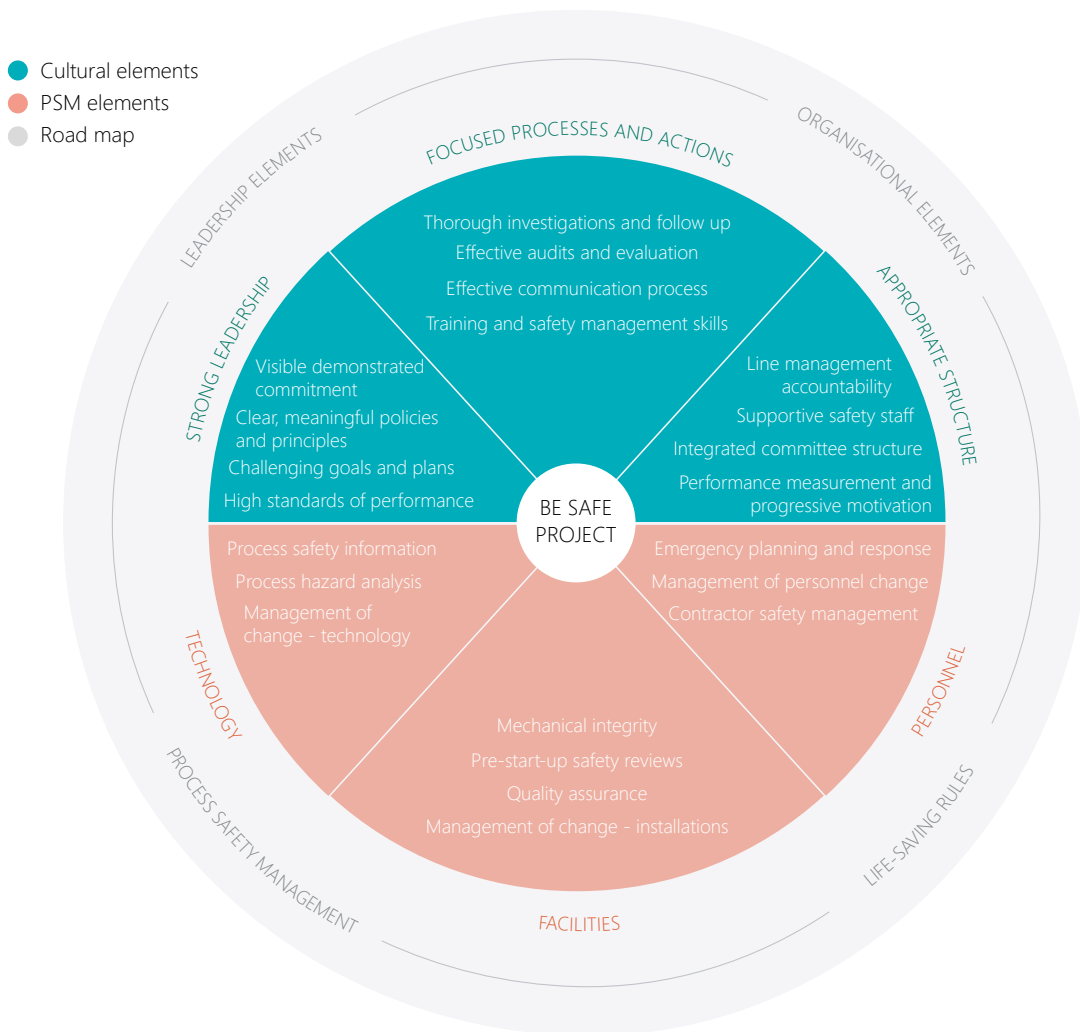 Cultural elements
PSM elements
Road map
LEADERSHIP ELEMENTS
ORGANISATIONAL ELEMENTS
FOCUSED PROCESSES AND ACTIONS
Thorough investigations and follow up
Effective audits and evaluation
Effective communication process
Training and safety management skills
STRONG LEADERSHIP
Visible demonstrated
commitment
Clear, meaningful policies
and principles
Challenging goals and plans
High standards of performance
APPROPRIATE STRUCTURE
Line management
accountability
Supportive safety staff
Integrated committee structure
Performance measurement and
progressive motivation
BE SAFE
PROJECT
Process safety information
Process hazard analysis
Management of
change - technology
TECHNOLOGY
Emergency planning and response
Management of personnel change
Contractor safety management
PERSONNEL
Mechanical integrity
Pre-start-up safety reviews
Quality assurance
Management of change - installations
FACILITIES
PROCESS SAFETY MANAGEMENT
LIFE-SAVING RULES